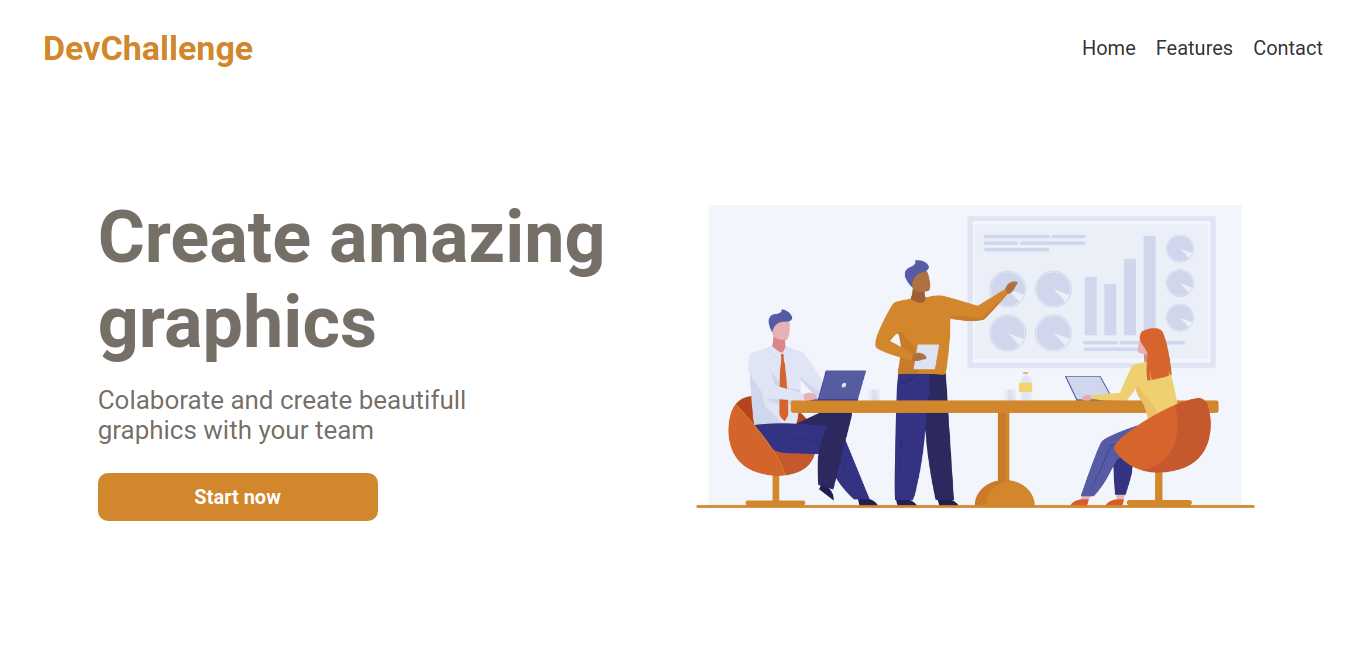 DevChallenge
Home Features Contact
Create amazing
graphics
Colaborate and create beautifull
graphics with your team
Start now